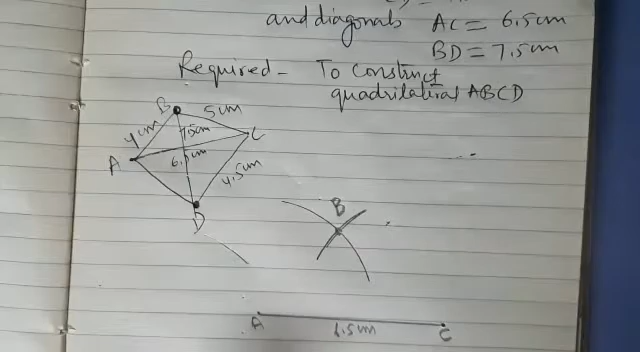 and diagonals AC = 6.5cm
BD = 7.5cm
Required - To construct
quadrilateral ABCD
B
5cm
4cm
7.5cm
C
A
6.5cm
4.5cm
D
B
A
6.5cm
C